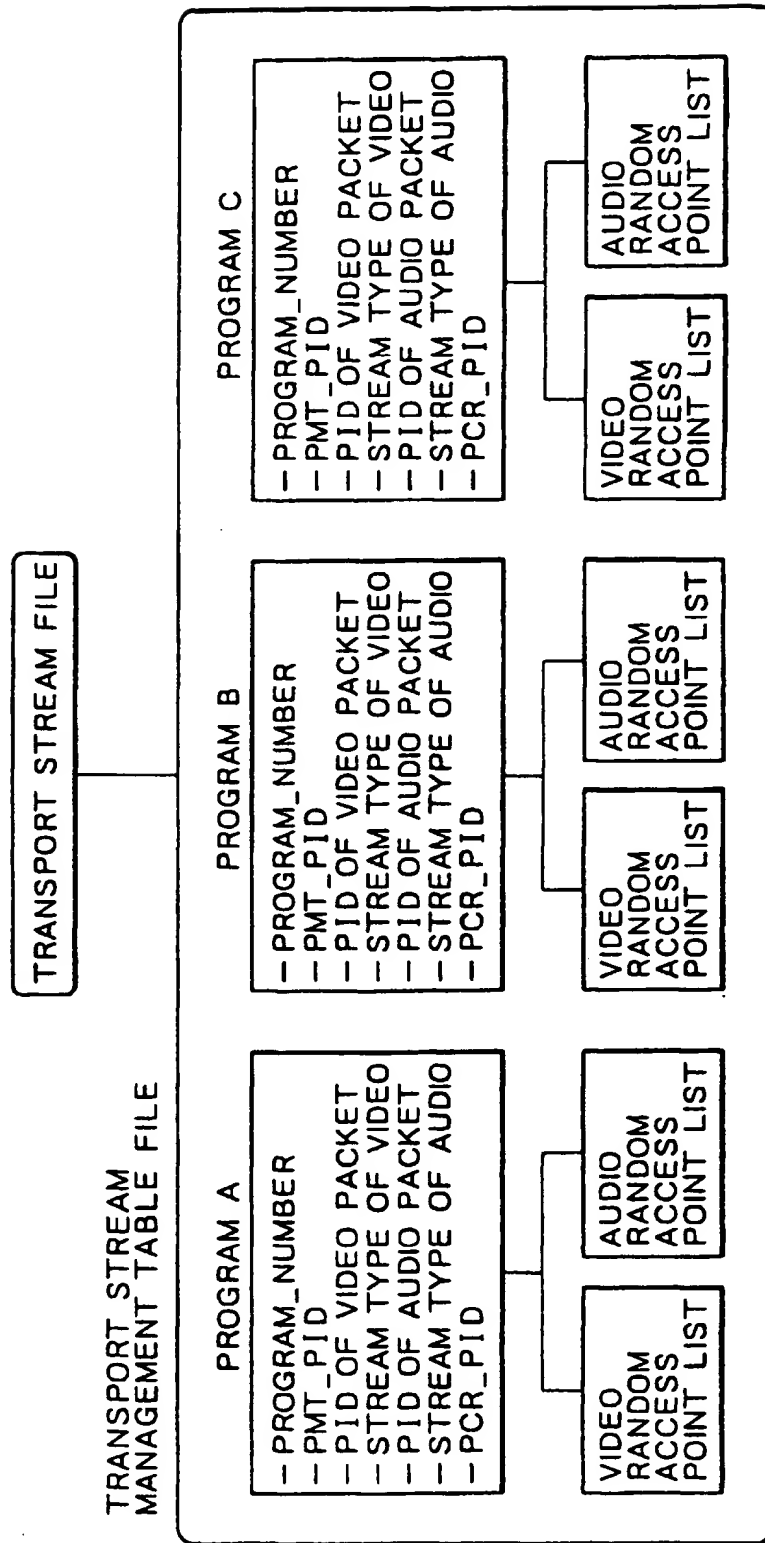 TRANSPORT STREAM FILE
TRANSPORT STREAM
MANAGEMENT TABLE FILE
PROGRAM A
— PROGRAM_NUMBER
— PMT_PID
— PID OF VIDEO PACKET
— STREAM TYPE OF VIDEO
— PID OF AUDIO PACKET
— STREAM TYPE OF AUDIO
— PCR_PID
VIDEO
RANDOM
ACCESS
POINT LIST
AUDIO
RANDOM
ACCESS
POINT LIST
PROGRAM B
— PROGRAM_NUMBER
— PMT_PID
— PID OF VIDEO PACKET
— STREAM TYPE OF VIDEO
— PID OF AUDIO PACKET
— STREAM TYPE OF AUDIO
— PCR_PID
VIDEO
RANDOM
ACCESS
POINT LIST
AUDIO
RANDOM
ACCESS
POINT LIST
PROGRAM C
— PROGRAM_NUMBER
— PMT_PID
— PID OF VIDEO PACKET
— STREAM TYPE OF VIDEO
— PID OF AUDIO PACKET
— STREAM TYPE OF AUDIO
— PCR_PID
VIDEO
RANDOM
ACCESS
POINT LIST
AUDIO
RANDOM
ACCESS
POINT LIST